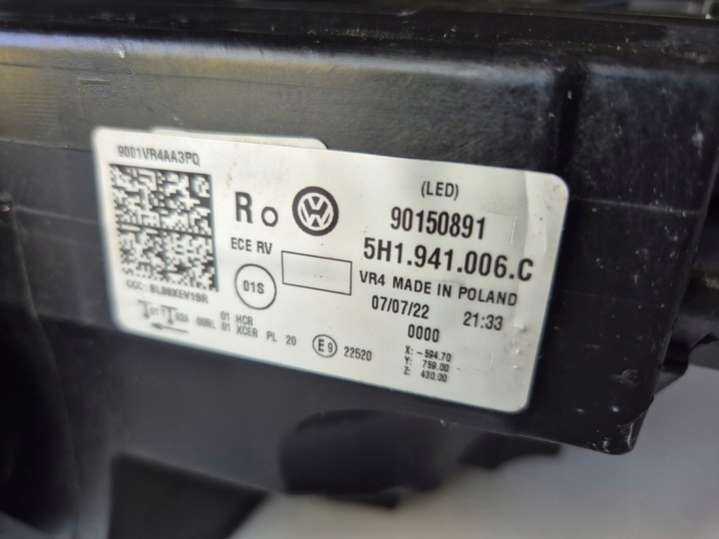 9001VR4AA3PQ
(LED)
R
90150891
ECE RV
5H1.941.006.C
VR4 MADE IN POLAND
01S
07/07/22 21:33
0000
01 HCR
01 XCER PL 20
E9 22520
X: -594.70
Y: 759.00
Z: 430.00